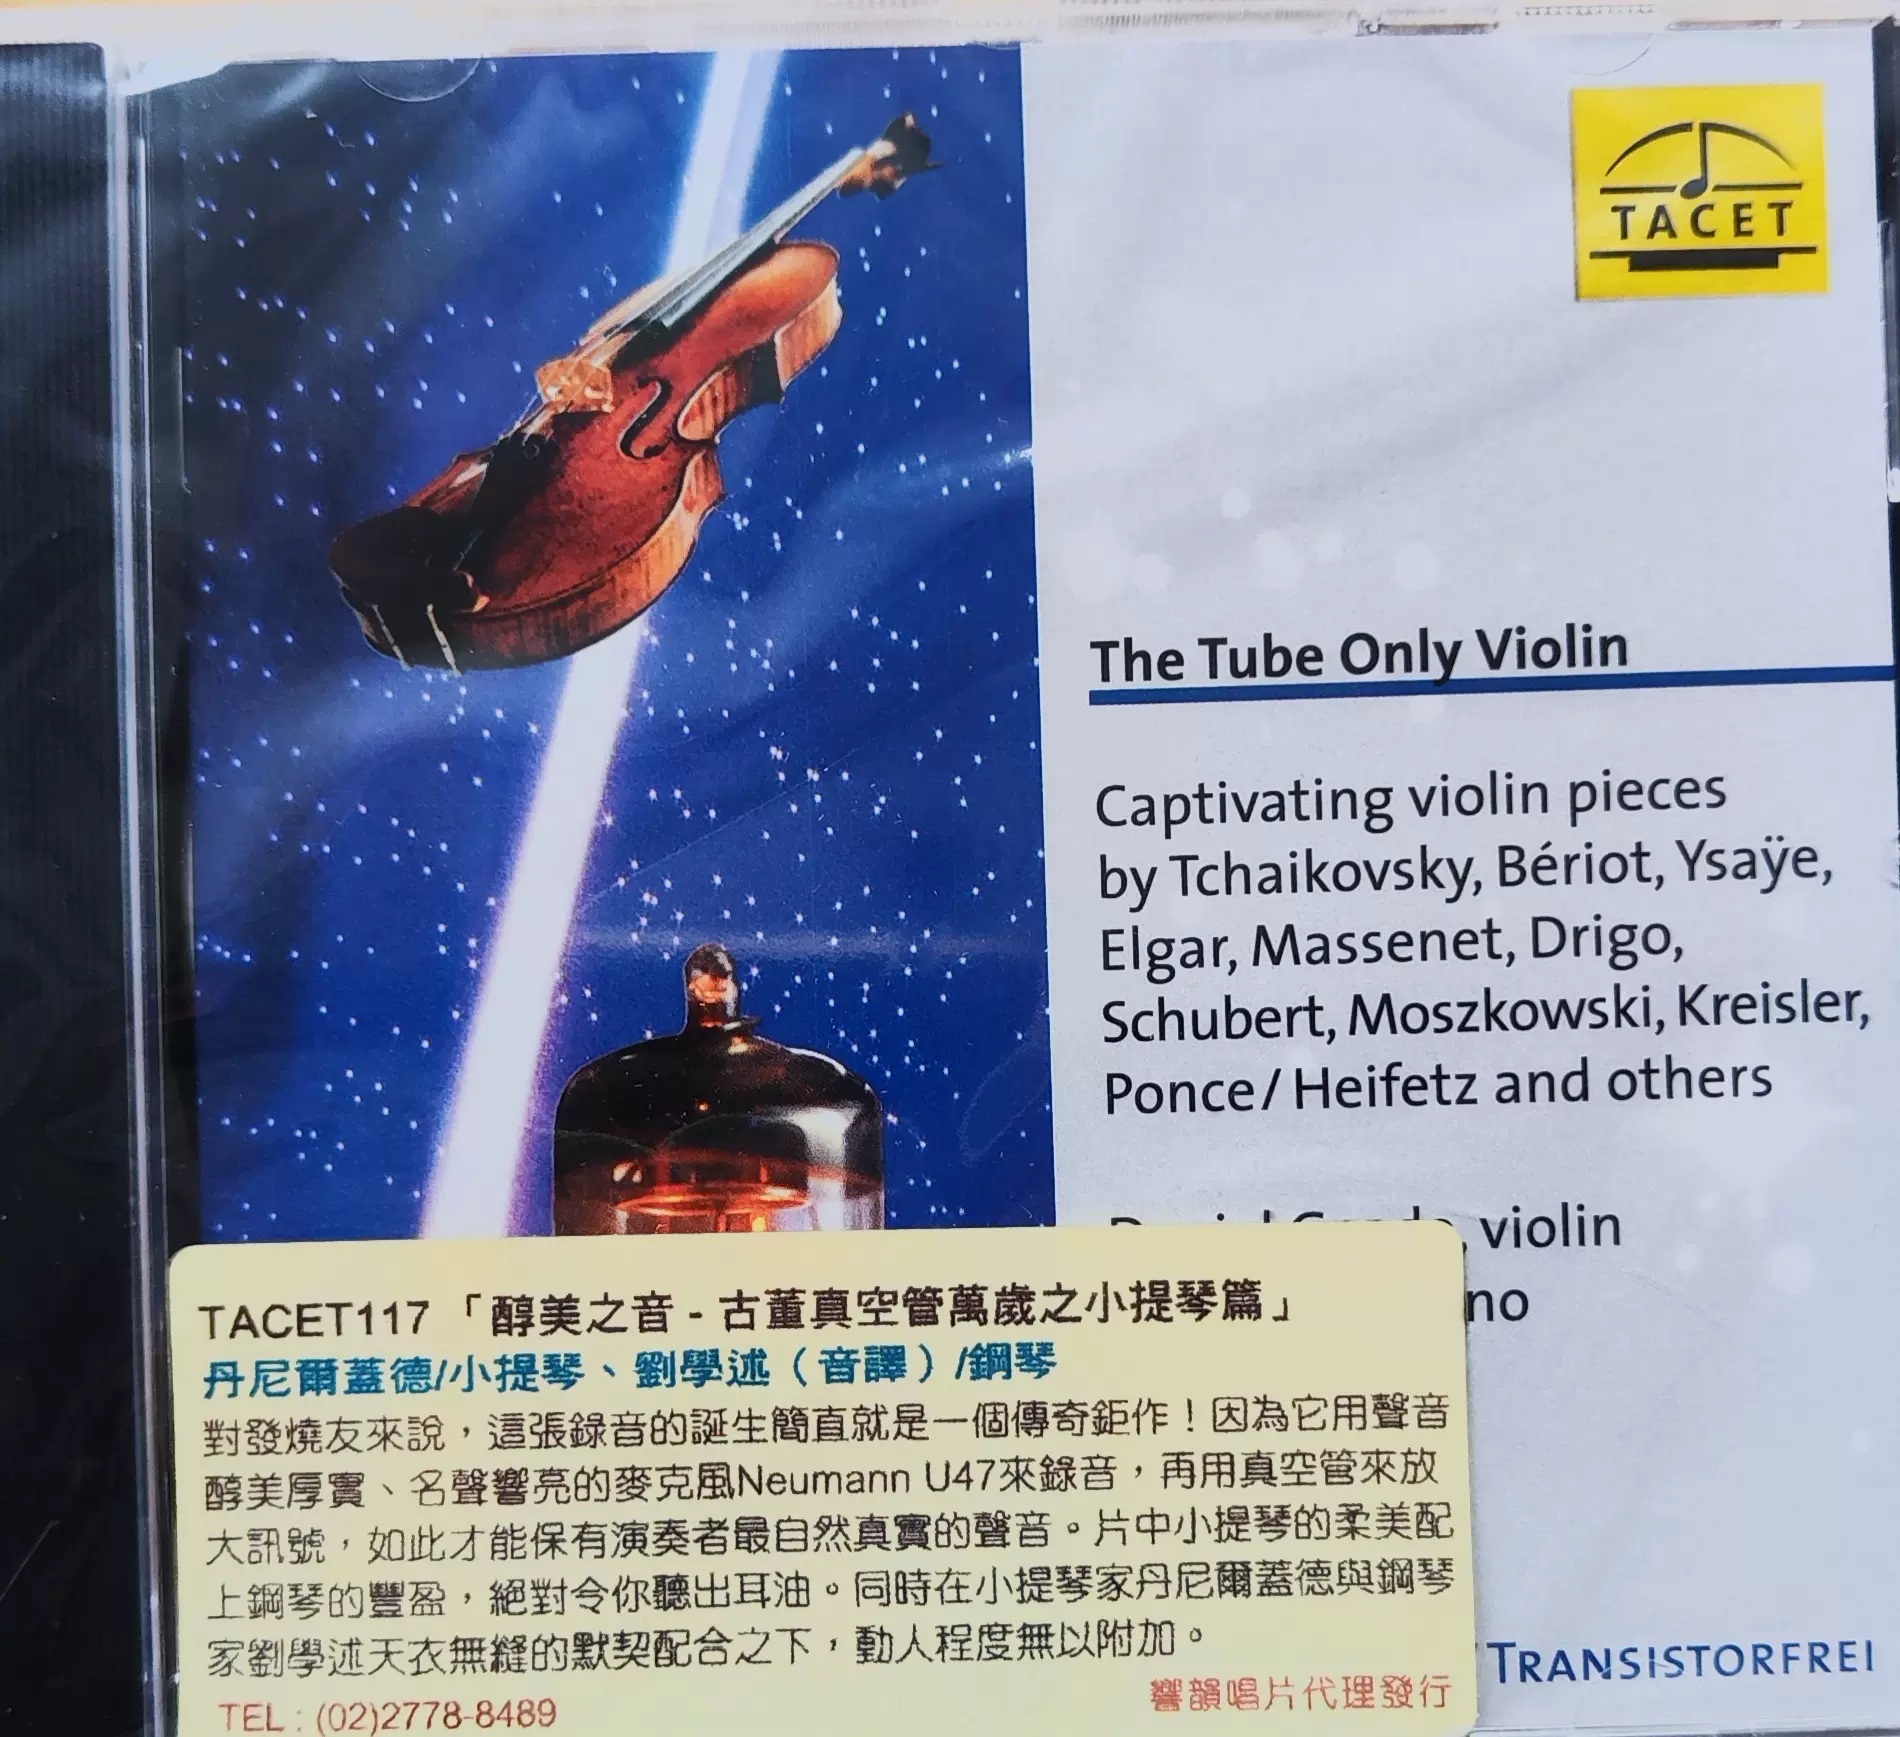 TACET
The Tube Only Violin
Captivating violin pieces
by Tchaikovsky, Bériot, Ysaÿe,
Elgar, Massenet, Drigo,
Schubert, Moszkowski, Kreisler,
Ponce / Heifetz and others
, violin
no
TACET117「醇美之音-古董真空管萬歲之小提琴篇」
丹尼爾蓋德/小提琴、劉學述（音譯）/鋼琴
對發燒友來說，這張錄音的誕生簡直就是一個傳奇鉅作！因為它用聲音
醇美厚實、名聲響亮的麥克風Neumann U47來錄音，再用真空管來放
大訊號，如此才能保有演奏者最自然真實的聲音。片中小提琴的柔美配
上鋼琴的豐盈，絕對令你聽出耳油。同時在小提琴家丹尼爾蓋德與鋼琴
家劉學述天衣無縫的默契配合之下，動人程度無以附加。
TEL : (02)2778-8489
響韻唱片代理發行
TRANSISTORFREI